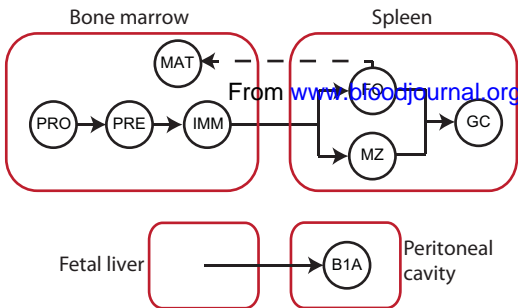 Bone marrow
Spleen
MAT
FO
From www.bloodjournal.org
PRO
PRE
IMM
GC
MZ
Fetal liver
B1A
Peritoneal
cavity